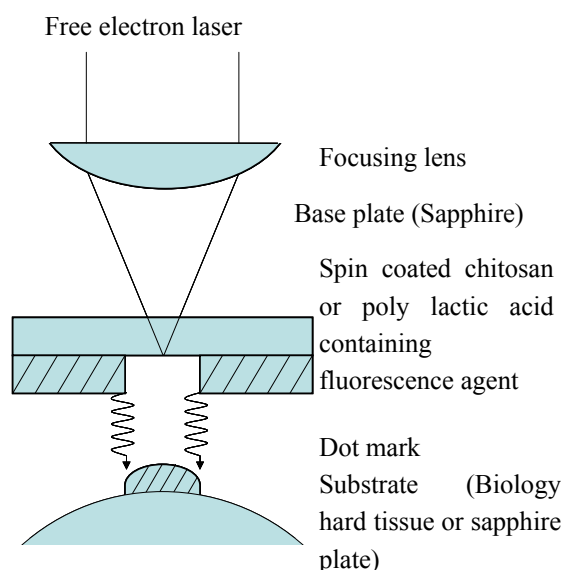 Free electron laser
Focusing lens
Base plate (Sapphire)
Spin coated chitosan
or poly lactic acid
containing
fluorescence agent
Dot mark
Substrate (Biology
hard tissue or sapphire
plate)